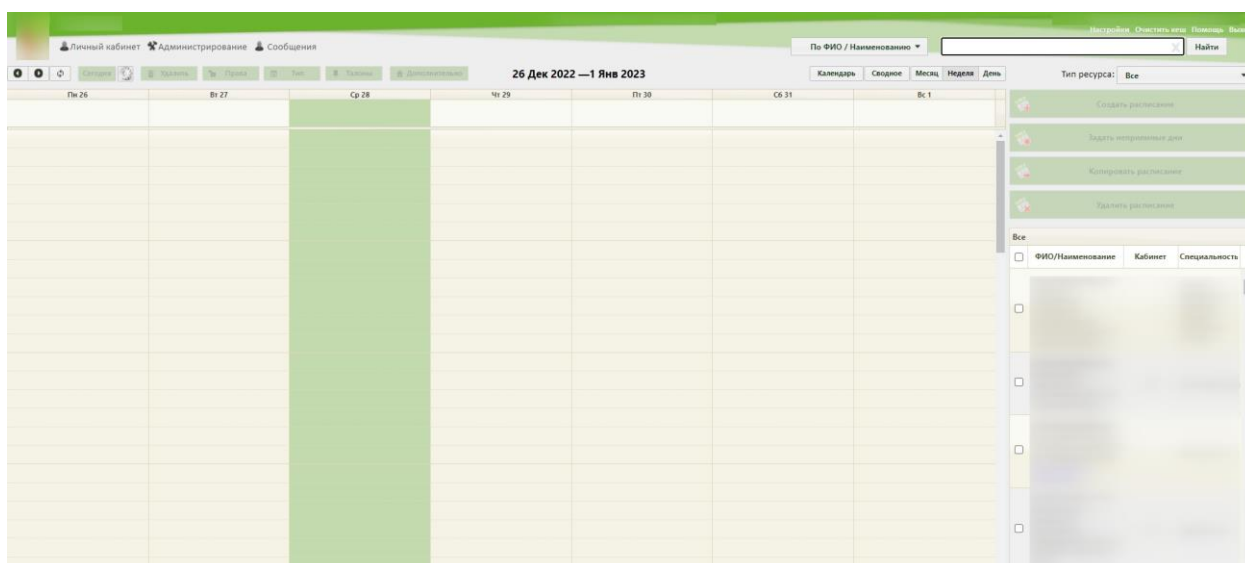 Настройки Очистить кеш Помощь
Личный кабинет Администрирование Сообщения
По ФИО / Наименованию
X
Найти
Сегодня Удалить Права Тип Талоны Дополнительно
26 Дек 2022 —1 Янв 2023
Календарь Сводное Месяц Неделя День
Тип ресурса: Все
Пн 26 Вт 27 Ср 28 Чт 29 Пт 30 Сб 31 Вс 1
Создать расписание
Задать неприемные дни
Копировать расписание
Удалить расписание
Все
ФИО/Наименование Кабинет Специальность